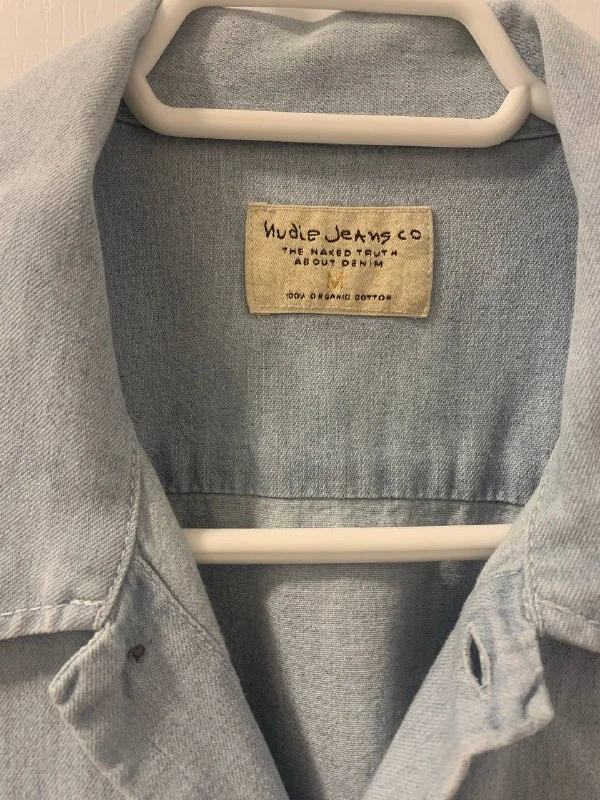 Nudie Jeans co
THE NAKED TRUTH
ABOUT DENIM
M
100% ORGANIC COTTON